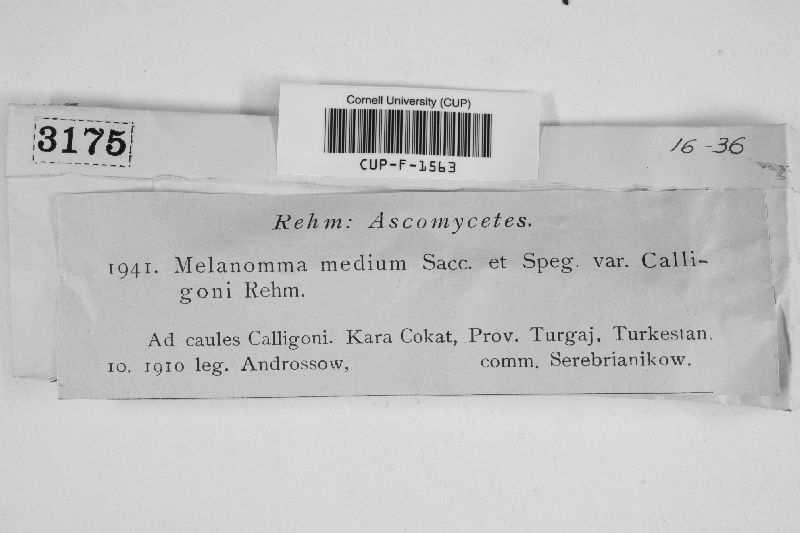 Cornell University (CUP)
CUP-F-1563
3175
16-36
Rehm: Ascomycetes.
1941. Melanomma medium Sacc. et Speg. var. Calli-
goni Rehm.
Ad caules Calligoni. Kara Cokat, Prov. Turgaj, Turkestan.
10. 1910 leg. Androssow, comm. Serebrianikow.